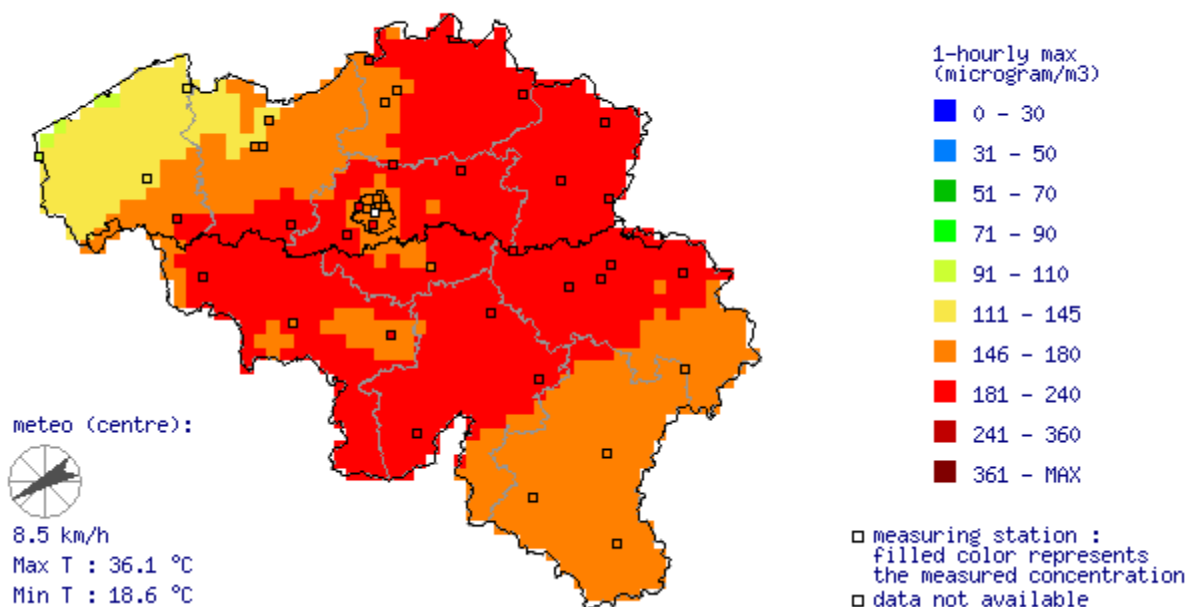 1-hourly max
(microgram/m3)
0 - 30
31 - 50
51 - 70
71 - 90
91 - 110
111 - 145
146 - 180
181 - 240
241 - 360
361 - MAX
meteo (centre):
8.5 km/h
Max T : 36.1 °C
Min T : 18.6 °C
measuring station :
filled color represents
the measured concentration
data not available